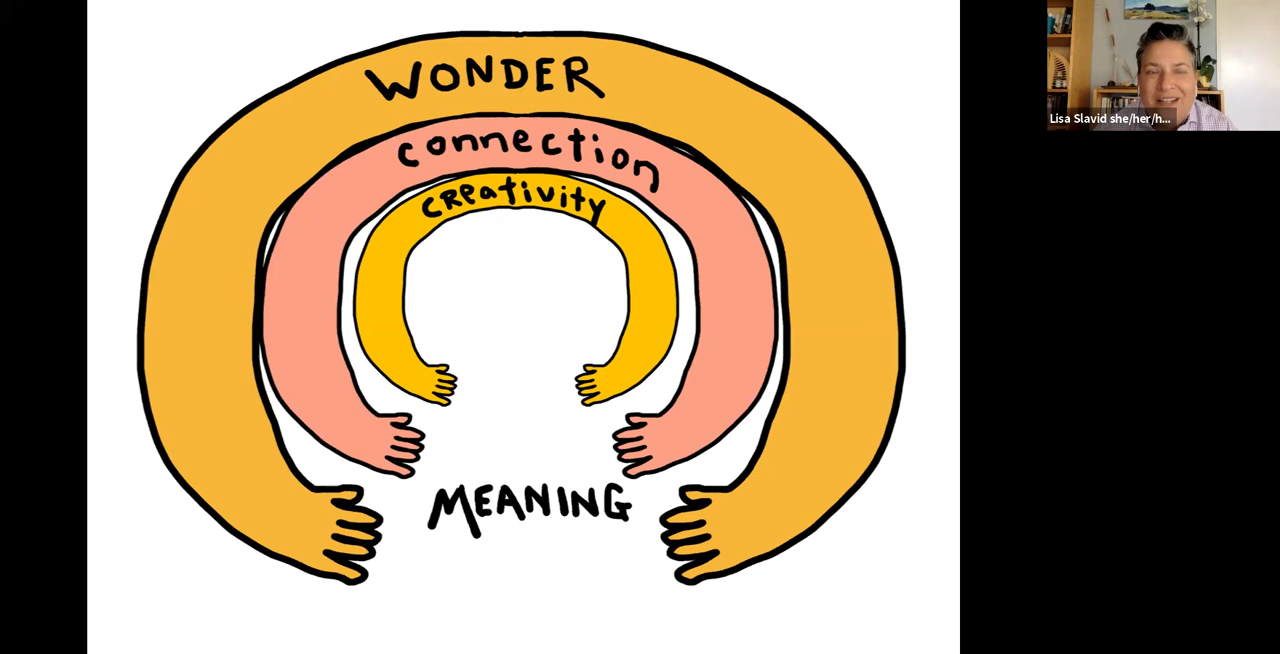 WONDER
connection
creativity
MEANING
Lisa Slavid she/her/h...